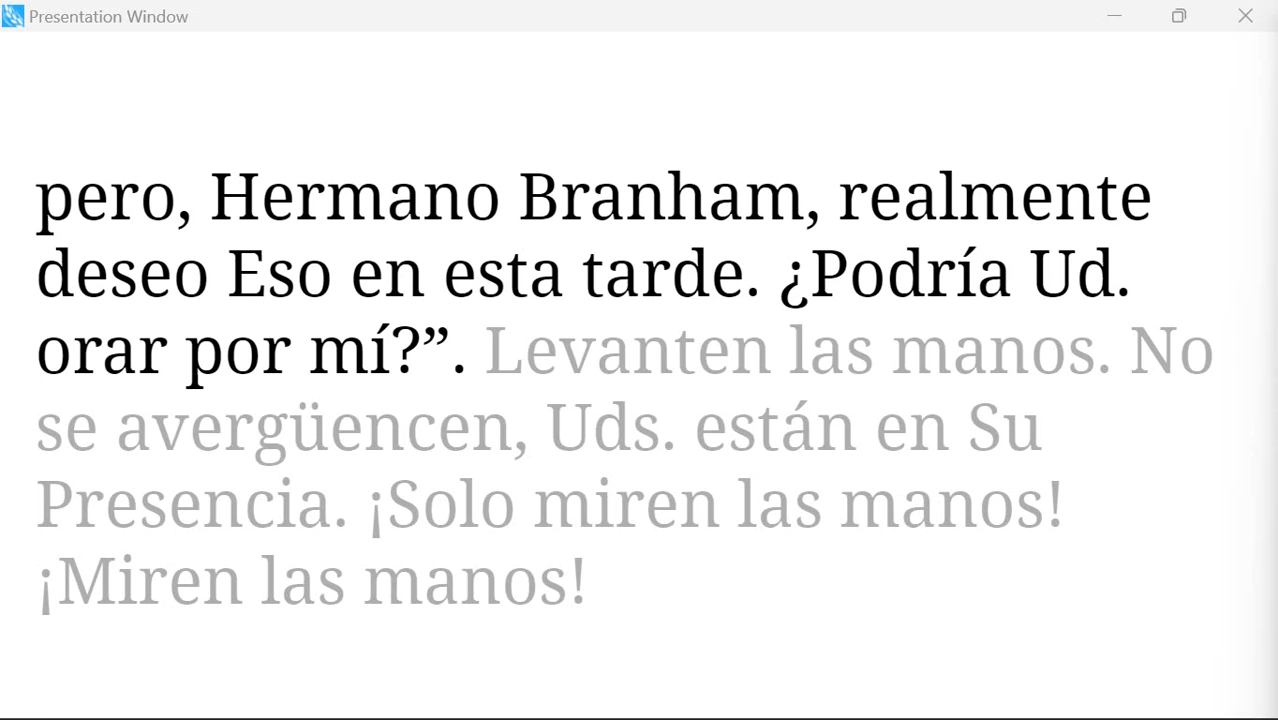 Presentation Window
pero, Hermano Branham, realmente
deseo Eso en esta tarde. ¿Podría Ud.
orar por mí?”. Levanten las manos. No
se avergüencen, Uds. están en Su
Presencia. ¡Solo miren las manos!
¡Miren las manos!